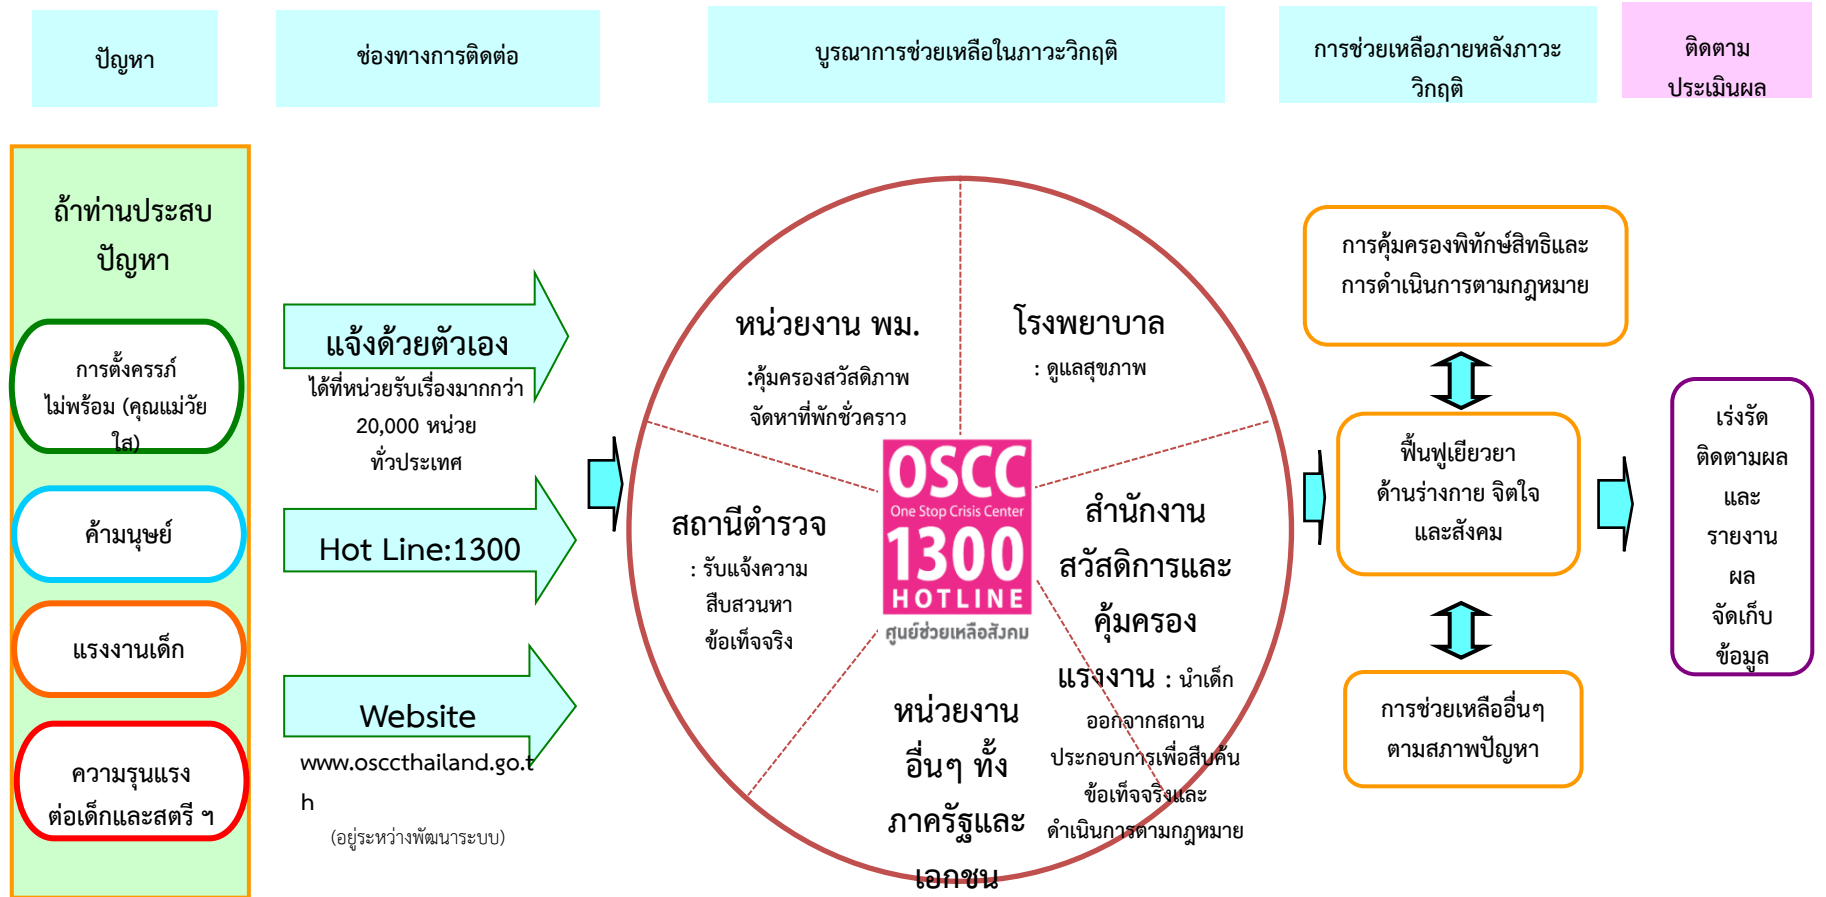 ปัญหา
ช่องทางการติดต่อ
บูรณาการช่วยเหลือในภาวะวิกฤติ
การช่วยเหลือภายหลังภาวะ
วิกฤติ
ติดตาม
ประเมินผล
ถ้าท่านประสบ
ปัญหา
การตั้งครรภ์
ไม่พร้อม (คุณแม่วัย
ใส)
ค้ามนุษย์
แรงงานเด็ก
ความรุนแรง
ต่อเด็กและสตรี ฯ
แจ้งด้วยตัวเอง
ได้ที่หน่วยรับเรื่องมากกว่า
20,000 หน่วย
ทั่วประเทศ
Hot Line:1300
Website
www.osccthailand.go.t
h
(อยู่ระหว่างพัฒนาระบบ)
หน่วยงาน พม.
:คุ้มครองสวัสดิภาพ
จัดหาที่พักชั่วคราว
โรงพยาบาล
: ดูแลสุขภาพ
สถานีตำรวจ
: รับแจ้งความ
สืบสวนหา
ข้อเท็จจริง
OSCC
One Stop Crisis Center
1300
HOTLINE
ศูนย์ช่วยเหลือสังคม
สำนักงาน
สวัสดิการและ
คุ้มครอง
แรงงาน : นำเด็ก
ออกจากสถาน
ประกอบการเพื่อสืบค้น
ข้อเท็จจริงและ
ดำเนินการตามกฎหมาย
หน่วยงาน
อื่นๆ ทั้ง
ภาครัฐและ
เอกชน
การคุ้มครองพิทักษ์สิทธิและ
การดำเนินการตามกฎหมาย
ฟื้นฟูเยียวยา
ด้านร่างกาย จิตใจ
และสังคม
การช่วยเหลืออื่นๆ
ตามสภาพปัญหา
เร่งรัด
ติดตามผล
และ
รายงาน
ผล
จัดเก็บ
ข้อมูล